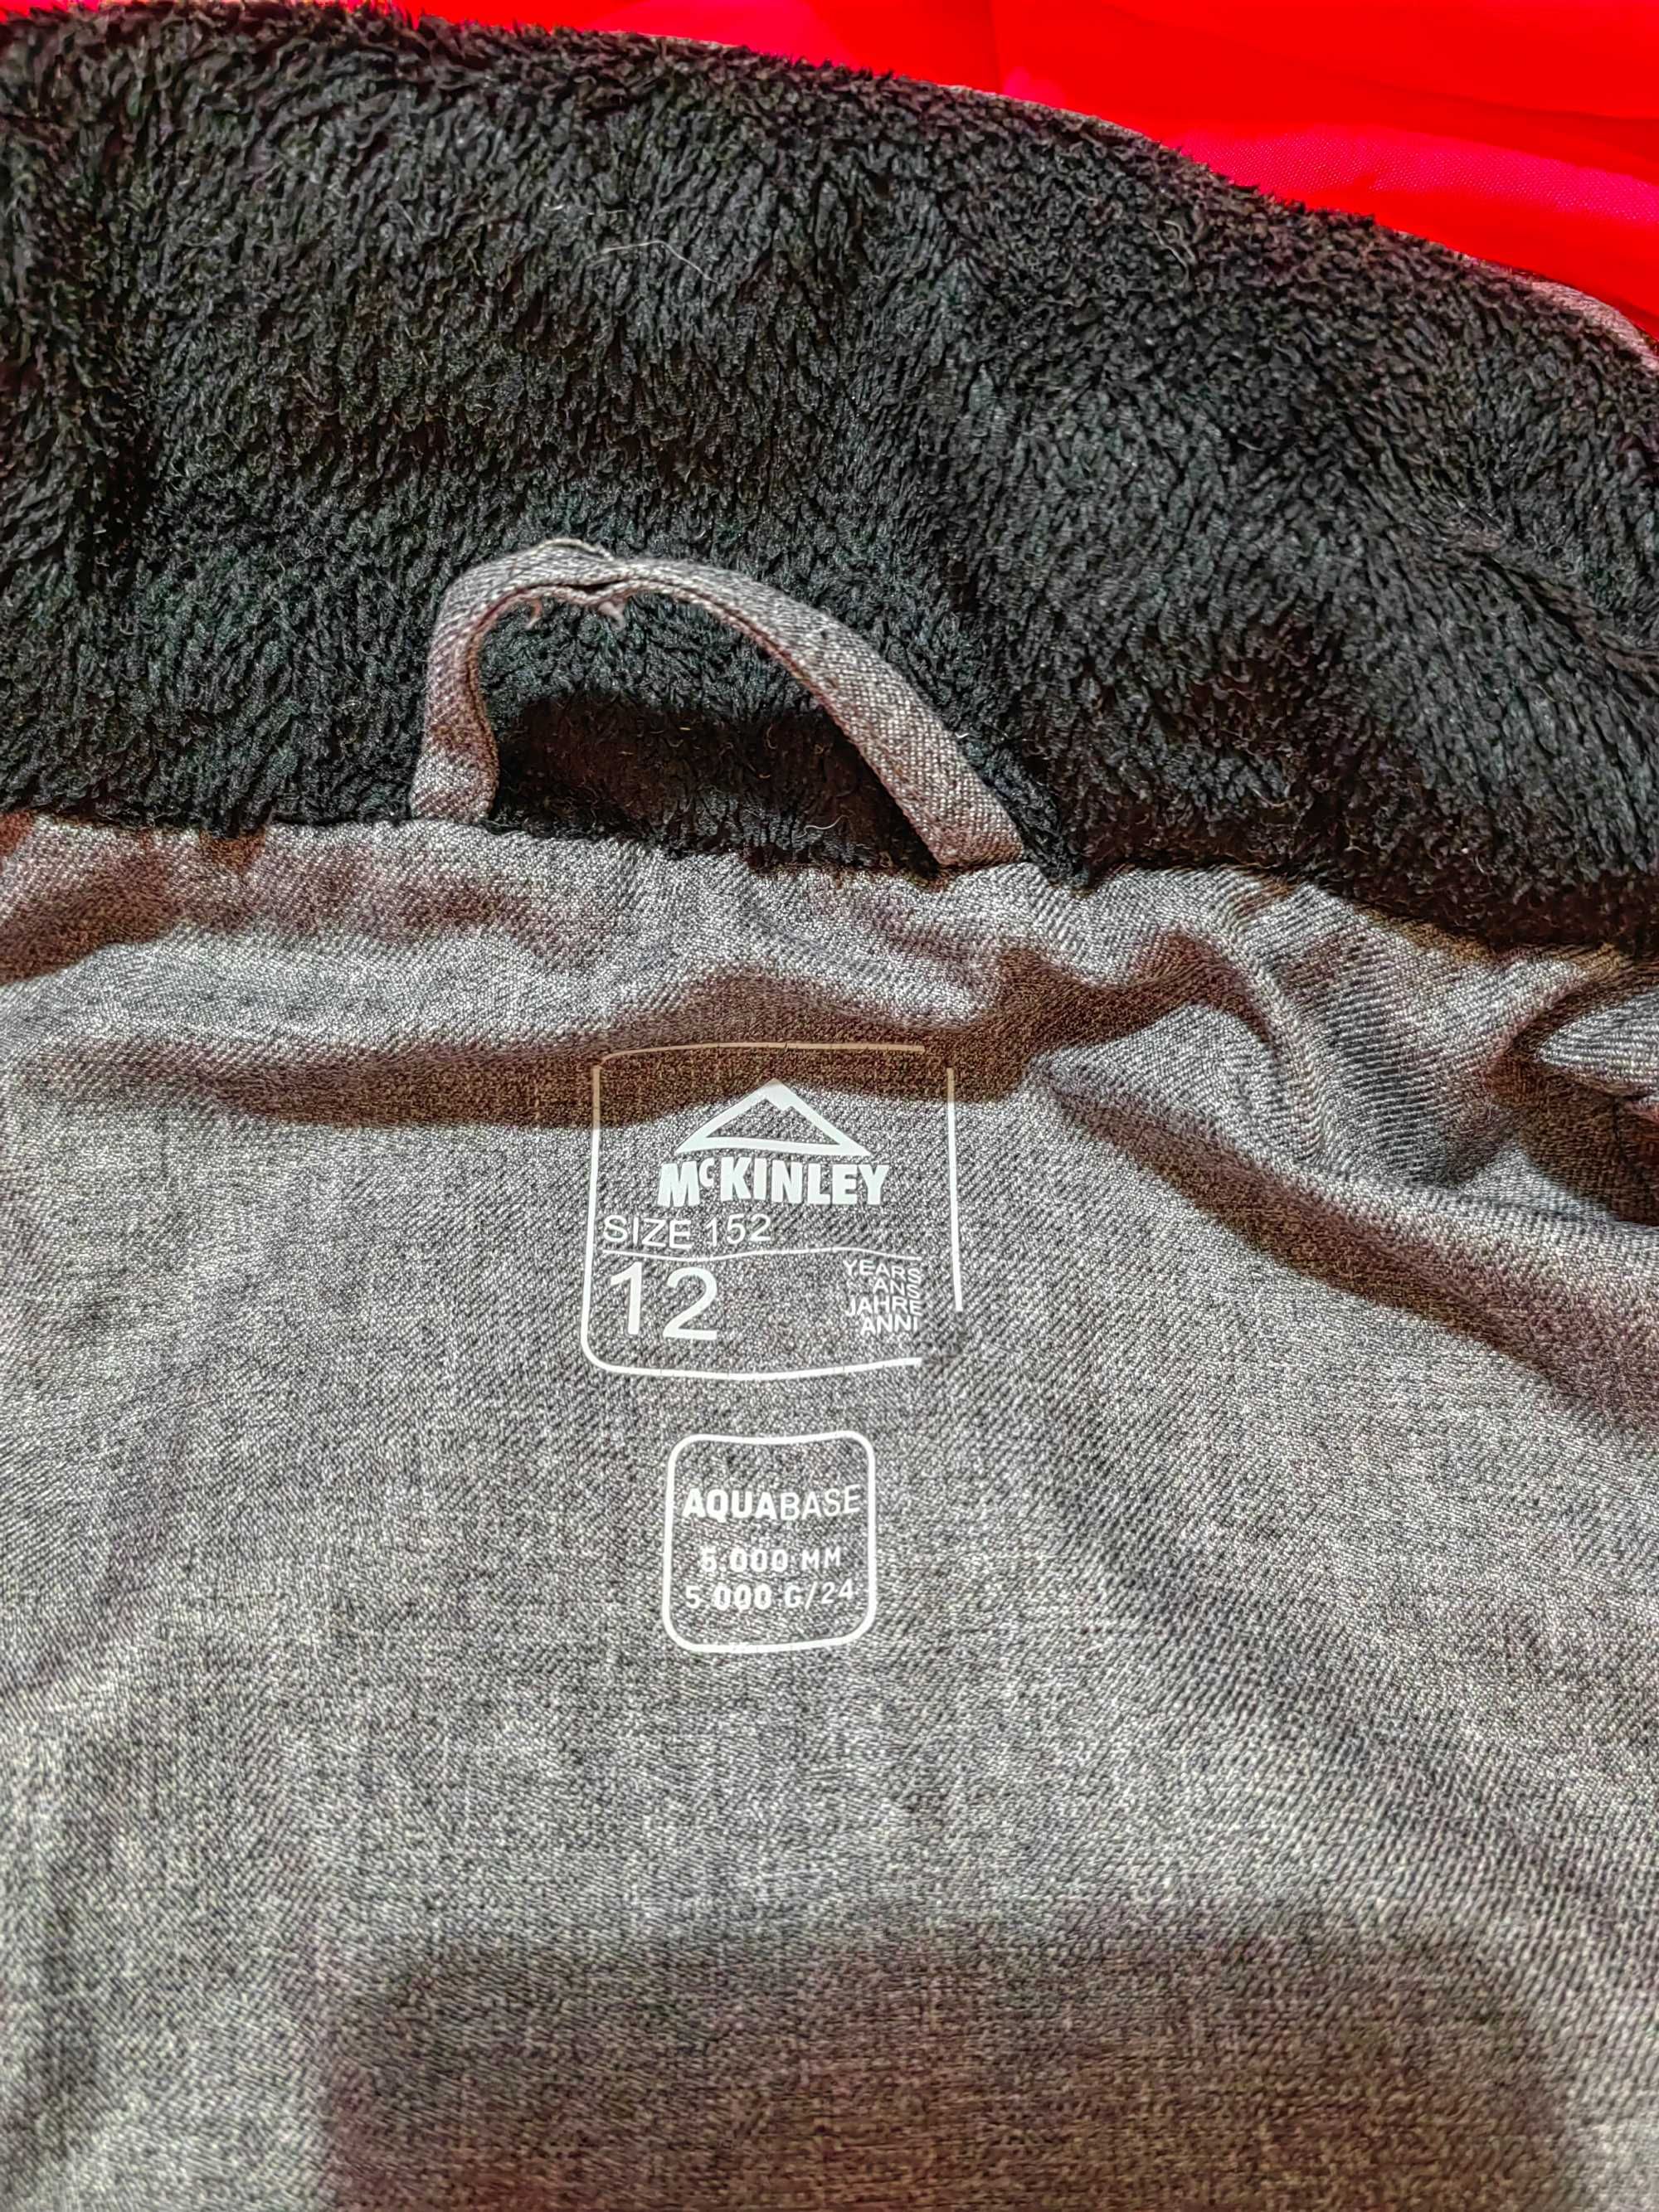 McKINLEY
SIZE 152
12
YEARS
ANS
JAHRE
ANNI
AQUABASE
5.000 MM
5.000 G/24